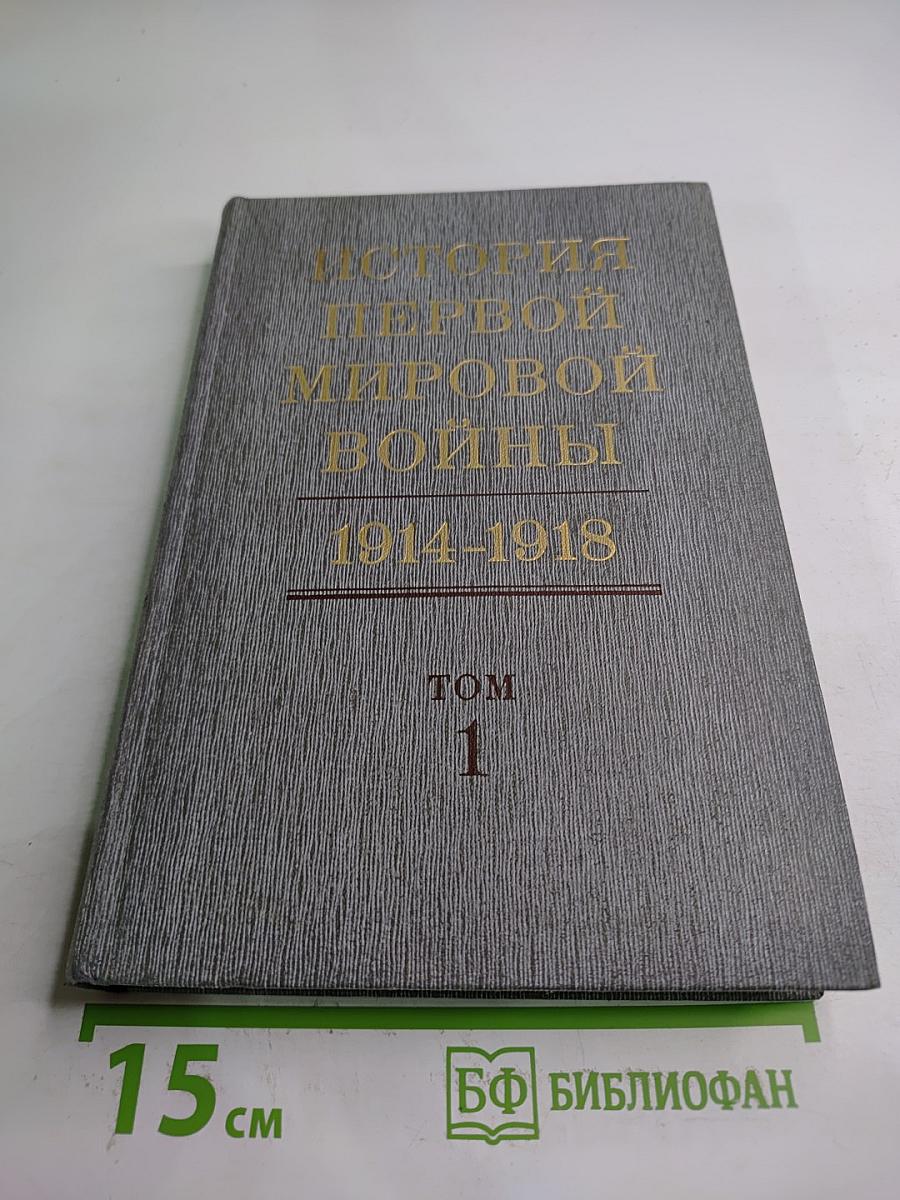 ИСТОРИЯ
ПЕРВОЙ
МИРОВОЙ
ВОЙНЫ
1914-1918
ТОМ
1
15 см
БФ БИБЛИОФАН